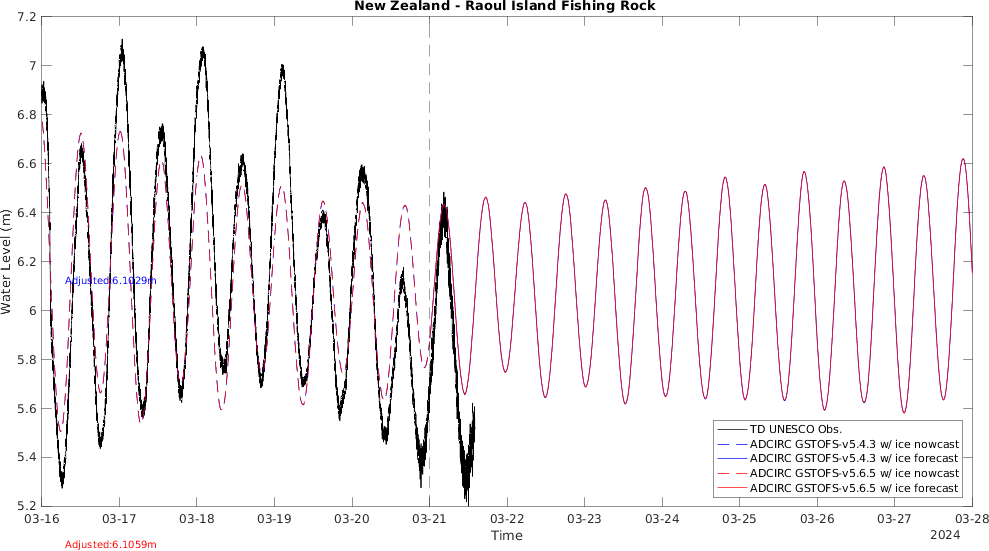 New Zealand - Raoul Island Fishing Rock
7.2
7
6.8
6.6
6.4
6.2
6
5.8
5.6
5.4
5.2
Water Level (m)
Adjusted:6.1029m
TD UNESCO Obs.
ADCIRC GSTOFS-v5.4.3 w/ ice nowcast
ADCIRC GSTOFS-v5.4.3 w/ ice forecast
ADCIRC GSTOFS-v5.6.5 w/ ice nowcast
ADCIRC GSTOFS-v5.6.5 w/ ice forecast
03-16 03-17 03-18 03-19 03-20 03-21 03-22 03-23 03-24 03-25 03-26 03-27 03-28
Time
2024
Adjusted:6.1059m